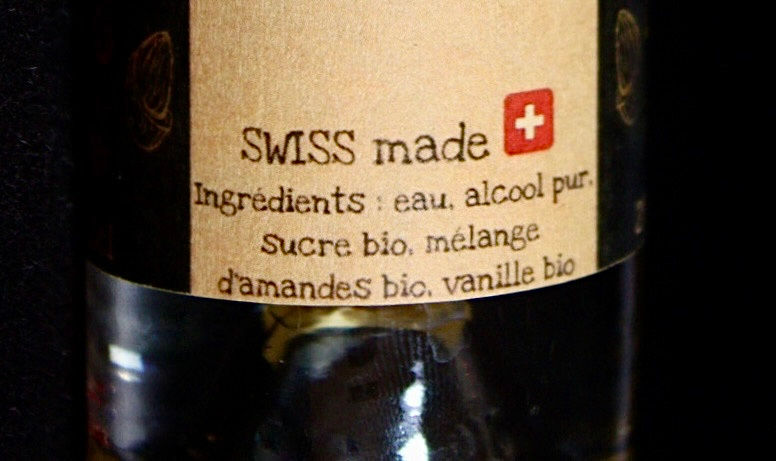 SWISS made
Ingrédients : eau, alcool pur,
sucre bio, mélange
d'amandes bio, vanille bio